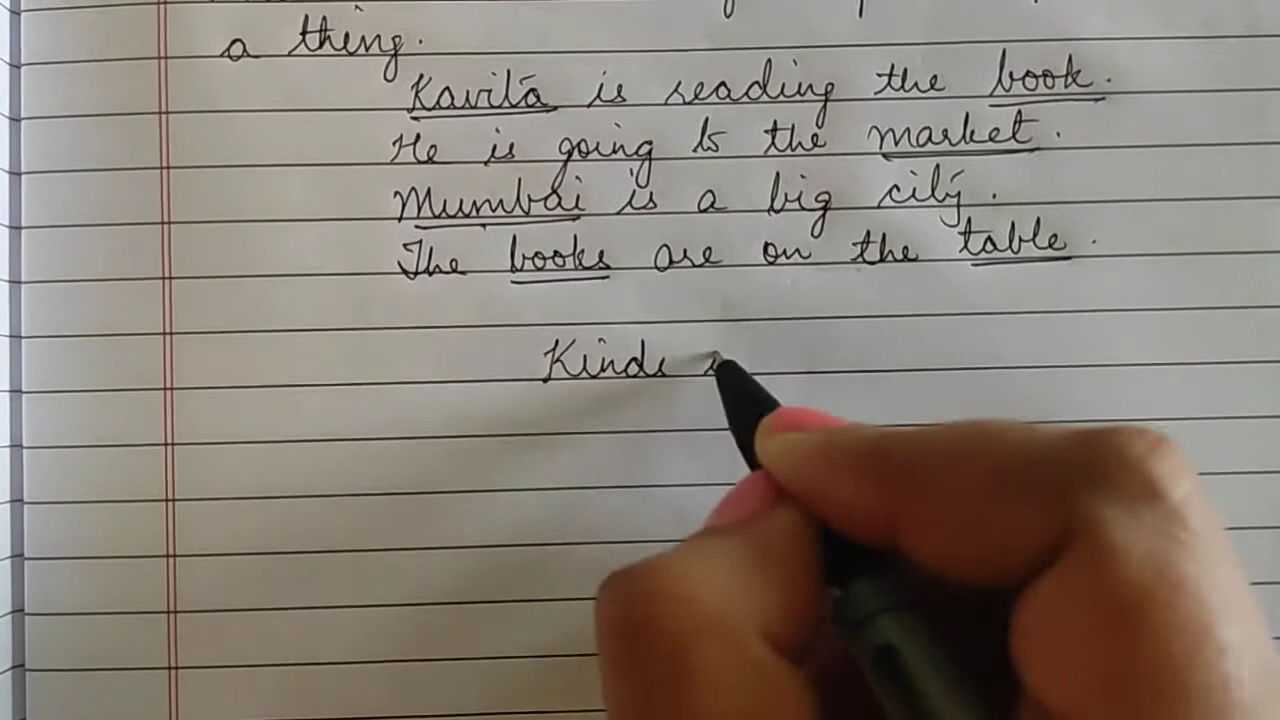 a thing.
Kavita is reading the book.
He is going to the market.
Mumbai is a big city.
The books are on the table.
Kinds